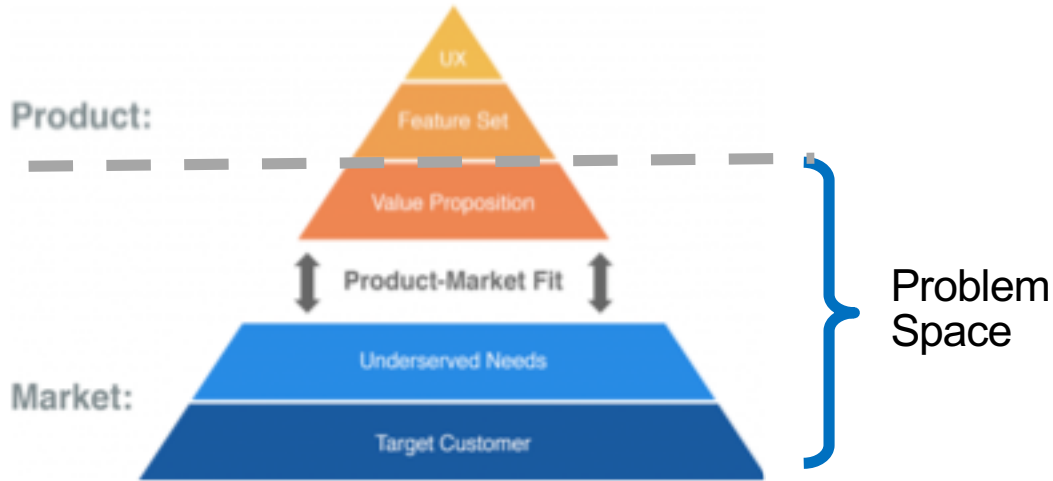 UX
Product:
Feature Set
Value Proposition
Product-Market Fit
Problem
Space
Underserved Needs
Market:
Target Customer